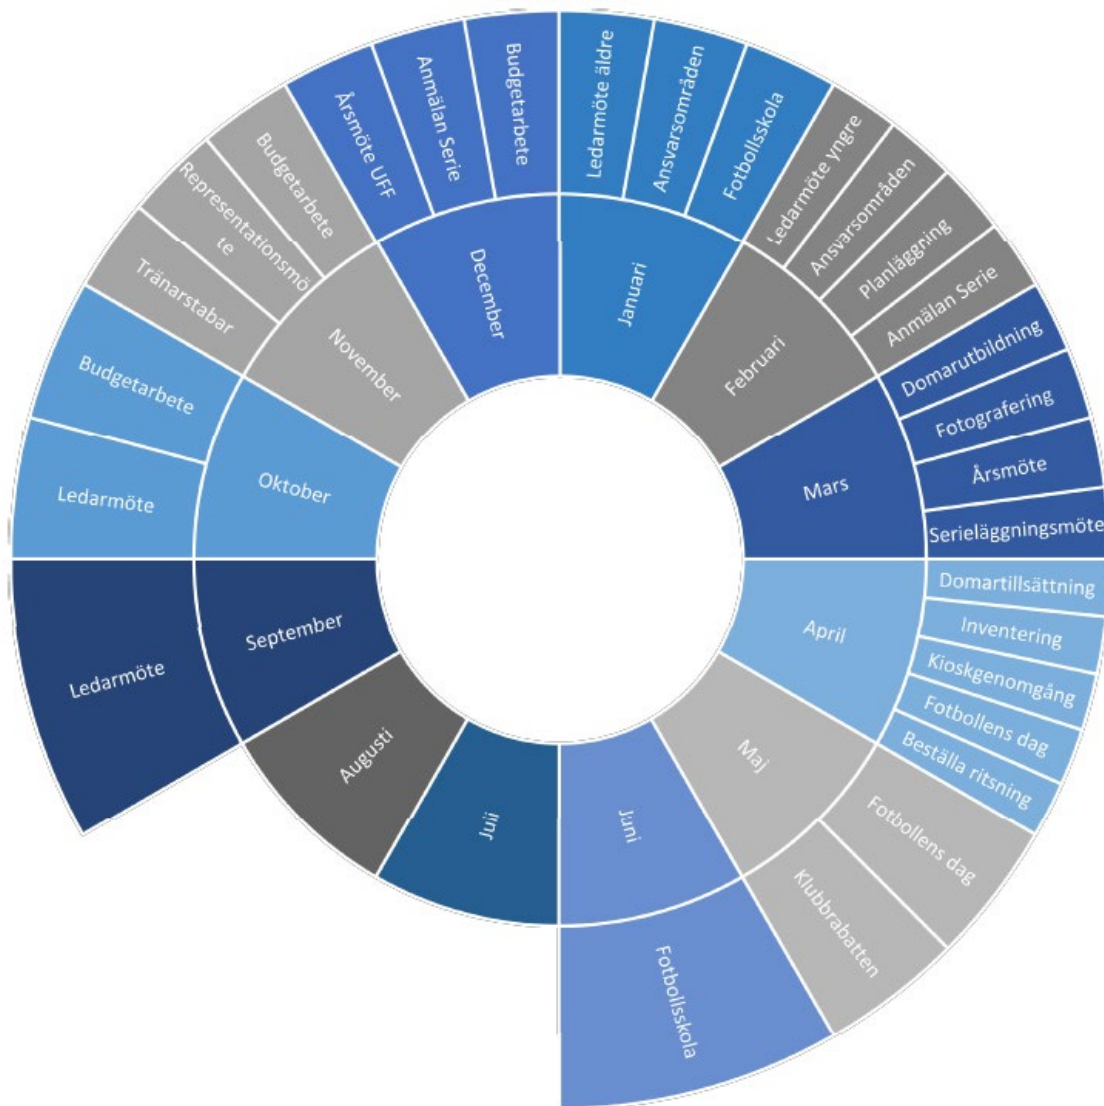 Januari
Ledarmöte äldre
Ansvarsområden
Fotbollsskola
Februari
Ledarmöte yngre
Ansvarsområden
Planläggning
Anmälan Serie
Mars
Domarutbildning
Fotografering
Årsmöte
Serieläggningsmöte
April
Domartillsättning
Inventering
Kioskgenomgång
Fotbollens dag
Beställa ritsning
Maj
Fotbollens dag
Klubbrabatten
Juni
Fotbollsskola
Juli
Augusti
September
Ledarmöte
Oktober
Ledarmöte
Budgetarbete
November
Tränarstabar
Representationsmö
te
Budgetarbete
December
Årsmöte UFF
Anmälan Serie
Budgetarbete